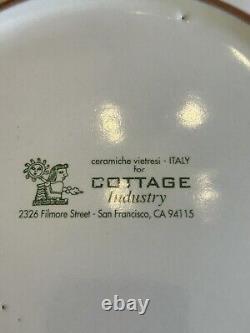 ceramiche vietresi - ITALY
for
COTTAGE
Industry
2326 Filmore Street - San Francisco, CA 94115